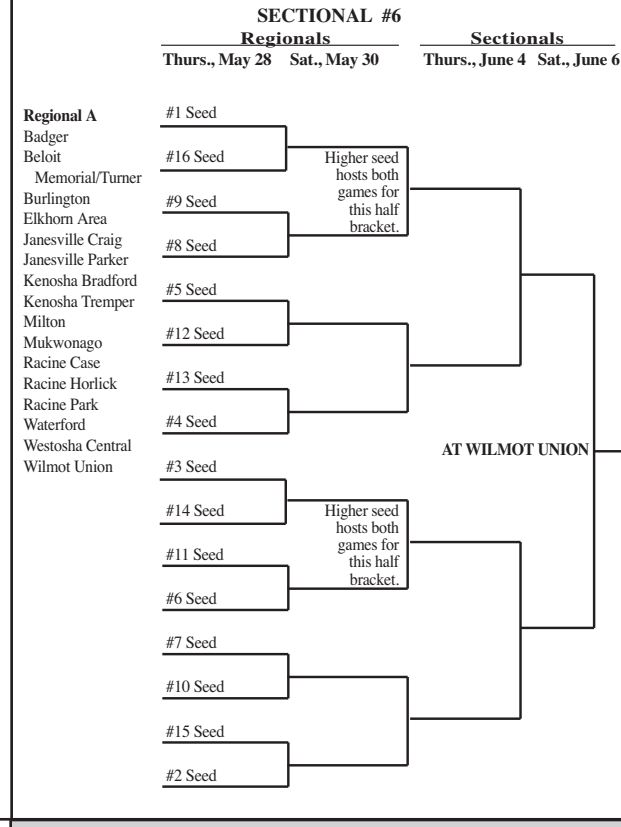 SECTIONAL #6
Regionals
Sectionals
Thurs., May 28 Sat., May 30
Thurs., June 4 Sat., June 6
Regional A
Badger
Beloit
Memorial/Turner
Burlington
Elkhorn Area
Janesville Craig
Janesville Parker
Kenosha Bradford
Kenosha Tremper
Milton
Mukwonago
Racine Case
Racine Horlick
Racine Park
Waterford
Westosha Central
Wilmot Union
#1 Seed
#16 Seed
#9 Seed
#8 Seed
#5 Seed
#12 Seed
#13 Seed
#4 Seed
#3 Seed
#14 Seed
#11 Seed
#6 Seed
#7 Seed
#10 Seed
#15 Seed
#2 Seed
Higher seed
hosts both
games for
this half
bracket.
Higher seed
hosts both
games for
this half
bracket.
AT WILMOT UNION